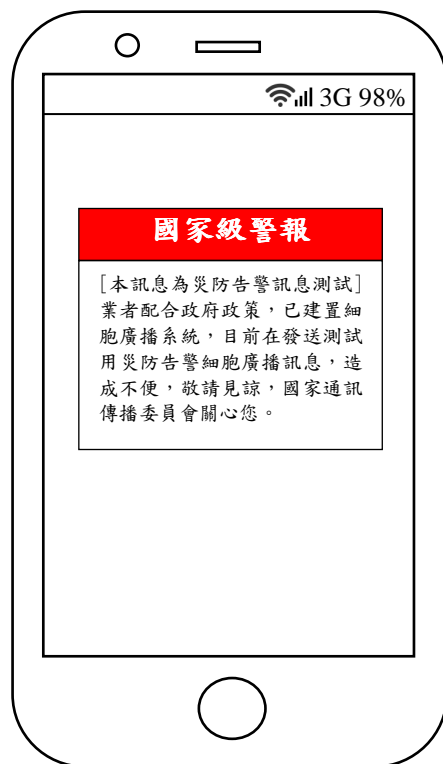 3G 98%
國家級警報
[本訊息為災防告警訊息測試]
業者配合政府政策，已建置細
胞廣播系統，目前在發送測試
用災防告警細胞廣播訊息，造
成不便，敬請見諒，國家通訊
傳播委員會關心您。